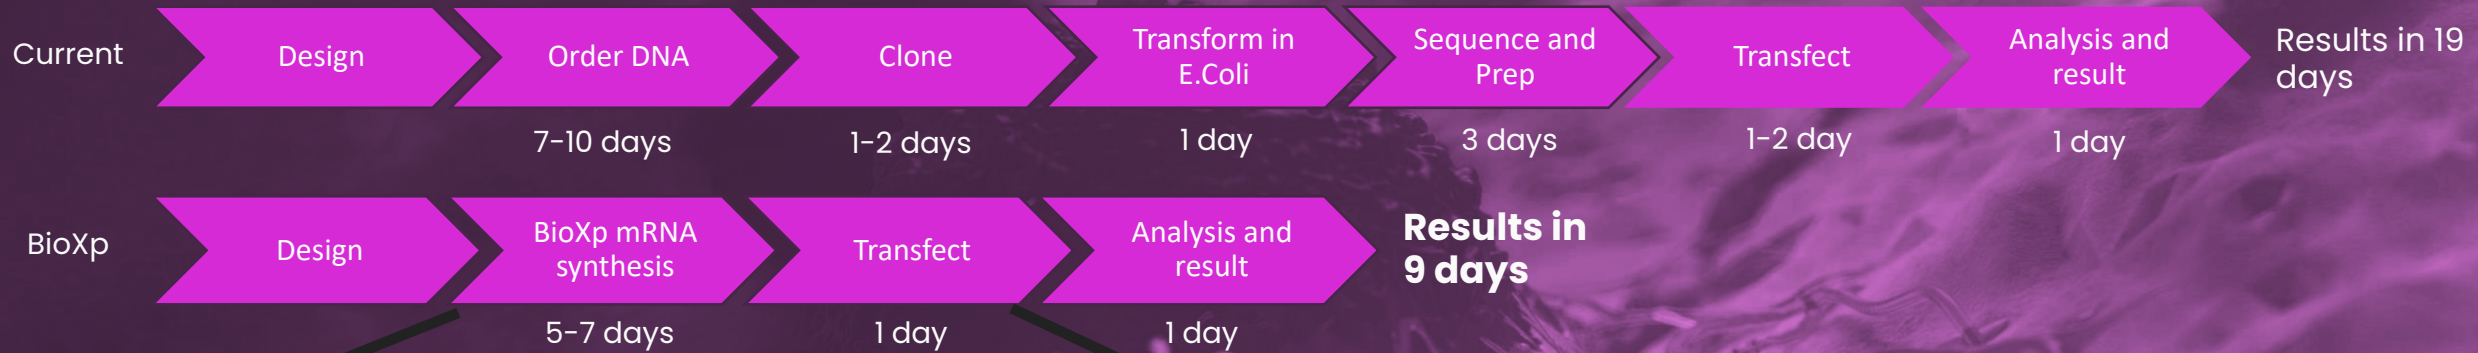 Current
Design
Order DNA
Clone
Transform in
E.Coli
Sequence and
Prep
Transfect
Analysis and
result
Results in 19
days
7-10 days
1-2 days
1 day
3 days
1-2 day
1 day
BioXp
Design
BioXp mRNA
synthesis
Transfect
Analysis and
result
Results in
9 days
5-7 days
1 day
1 day